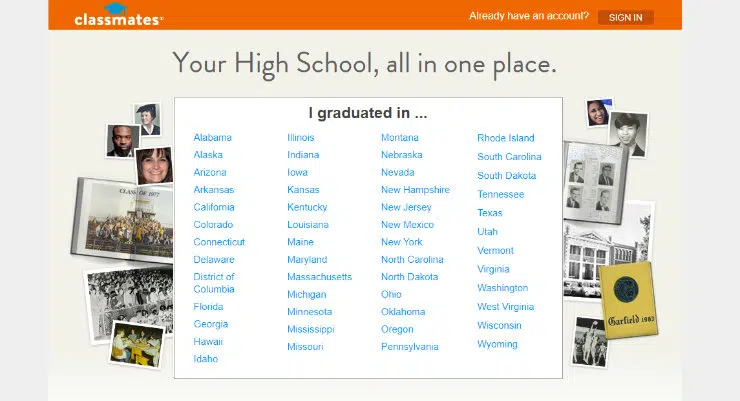 classmates®
Already have an account?
SIGN IN
Your High School, all in one place.
I graduated in ...
Alabama
Alaska
Arizona
Arkansas
California
Colorado
Connecticut
Delaware
District of
Columbia
Florida
Georgia
Hawaii
Idaho
Illinois
Indiana
Iowa
Kansas
Kentucky
Louisiana
Maine
Maryland
Massachusetts
Michigan
Minnesota
Mississippi
Missouri
Montana
Nebraska
Nevada
New Hampshire
New Jersey
New Mexico
New York
North Carolina
North Dakota
Ohio
Oklahoma
Oregon
Pennsylvania
Rhode Island
South Carolina
South Dakota
Tennessee
Texas
Utah
Vermont
Virginia
Washington
West Virginia
Wisconsin
Wyoming
CLASS OF 1977
Garfield 1965